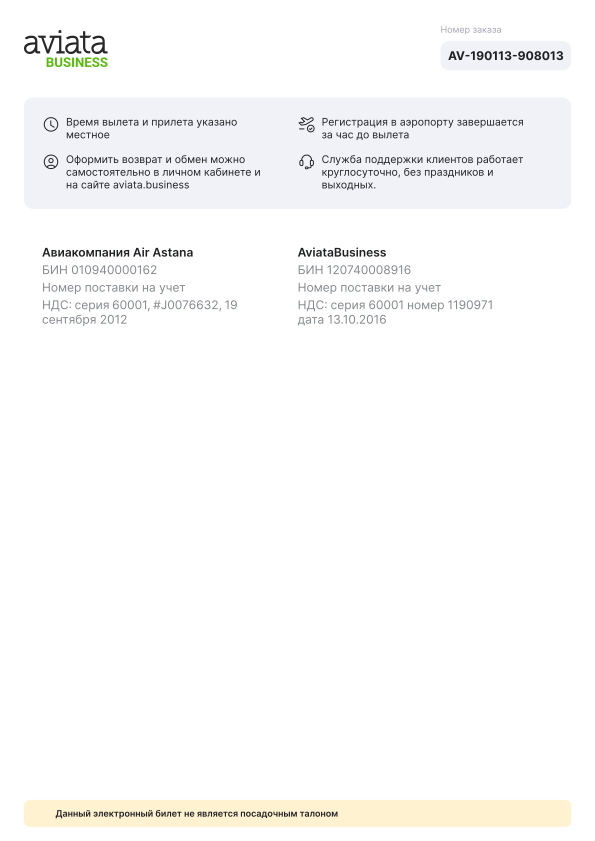 aviata
BUSINESS
Номер заказа
AV-190113-908013
Время вылета и прилета указано
местное
Регистрация в аэропорту завершается
за час до вылета
Оформить возврат и обмен можно
самостоятельно в личном кабинете и
на сайте aviata.business
Служба поддержки клиентов работает
круглосуточно, без праздников и
выходных.
Авиакомпания Air Astana
БИН 010940000162
Номер поставки на учет
НДС: серия 60001, #J0076632, 19
сентября 2012
AviataBusiness
БИН 120740008916
Номер поставки на учет
НДС: серия 60001 номер 1190971
дата 13.10.2016
Данный электронный билет не является посадочным талоном